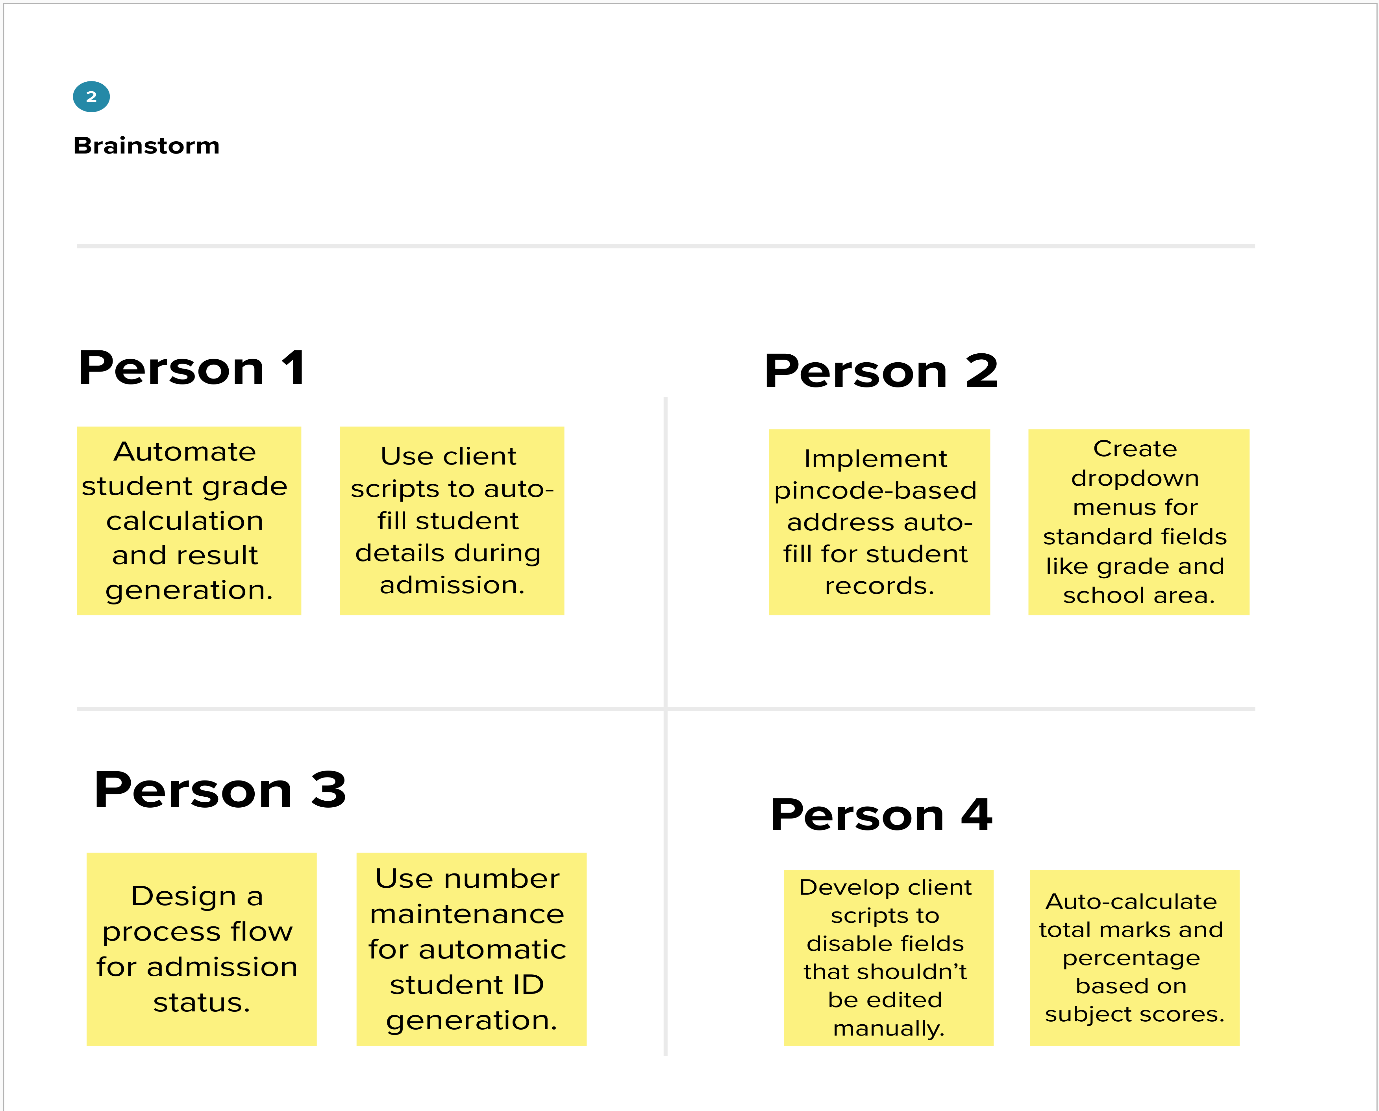 2
Brainstorm
Person 1
Automate
student grade
calculation
and result
generation.
Use client
scripts to auto-
fill student
details during
admission.
Person 2
Implement
pincode-based
address auto-
fill for student
records.
Create
dropdown
menus for
standard fields
like grade and
school area.
Person 3
Design a
process flow
for admission
status.
Use number
maintenance
for automatic
student ID
generation.
Person 4
Develop client
scripts to
disable fields
that shouldn’t
be edited
manually.
Auto-calculate
total marks and
percentage
based on
subject scores.